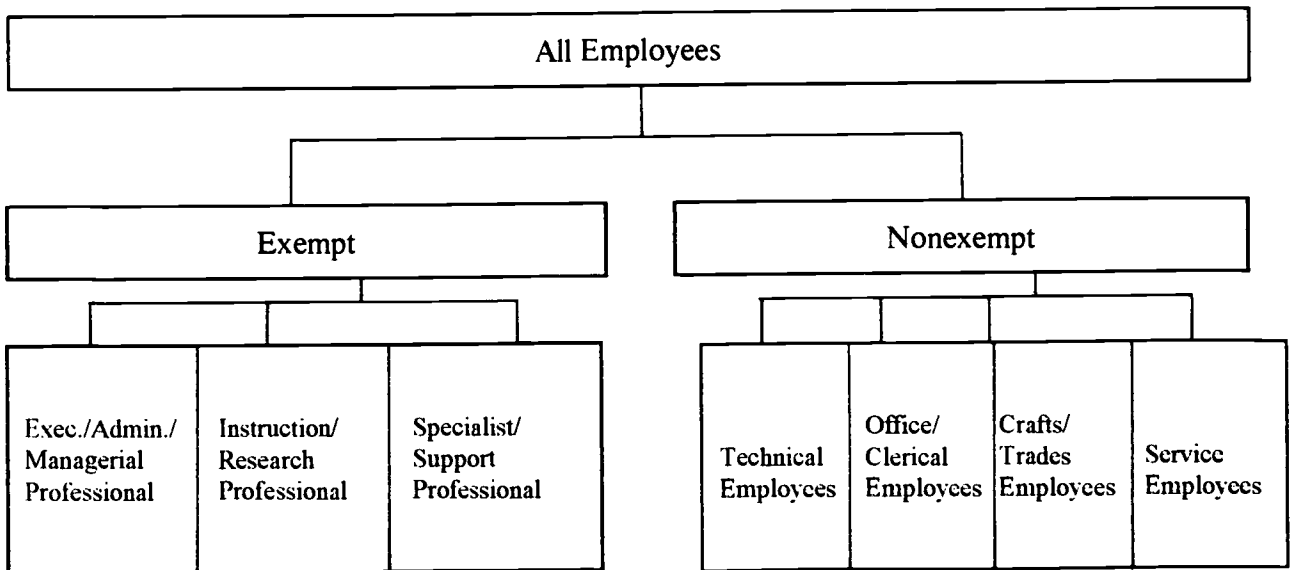 All Employees
Exempt
Nonexempt
Exec./Admin./
Managerial
Professional
Instruction/
Research
Professional
Specialist/
Support
Professional
Technical
Employees
Office/
Clerical
Employees
Crafts/
Trades
Employees
Service
Employees